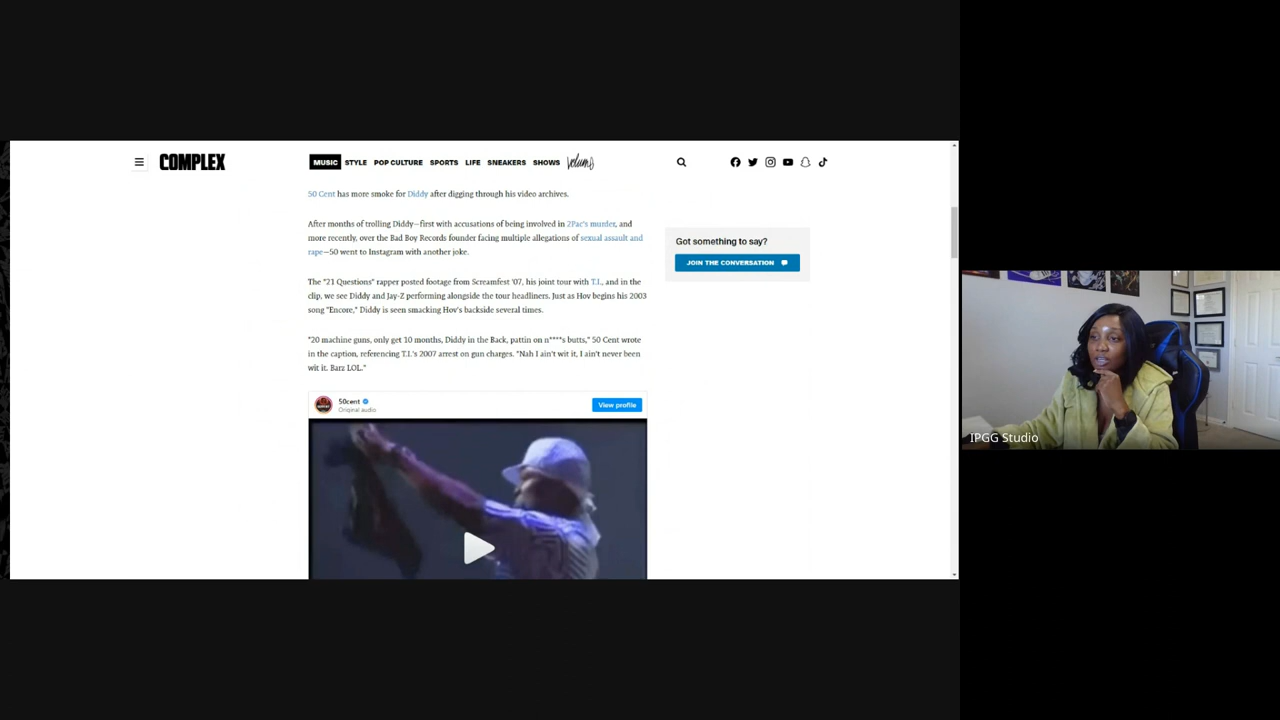 COMPLEX
MUSIC STYLE POP CULTURE SPORTS LIFE SNEAKERS SHOWS volume
50 Cent has more smoke for Diddy after digging through his video archives.
After months of trolling Diddy—first with accusations of being involved in 2Pac's murder, and
more recently, over the Bad Boy Records founder facing multiple allegations of sexual assault and
rape—50 went to Instagram with another joke.
The "21 Questions" rapper posted footage from Screamfest '07, his joint tour with T.I., and in the
clip, we see Diddy and Jay-Z performing alongside the tour headliners. Just as Hov begins his 2003
song "Encore," Diddy is seen smacking Hov's backside several times.
"20 machine guns, only get 10 months, Diddy in the Back, pattin on n****s butts," 50 Cent wrote
in the caption, referencing T.I.'s 2007 arrest on gun charges. "Nah I ain't wit it, I ain't never been
wit it. Barz LOL."
50cent
Original audio
View profile
Got something to say?
JOIN THE CONVERSATION
IPGG Studio